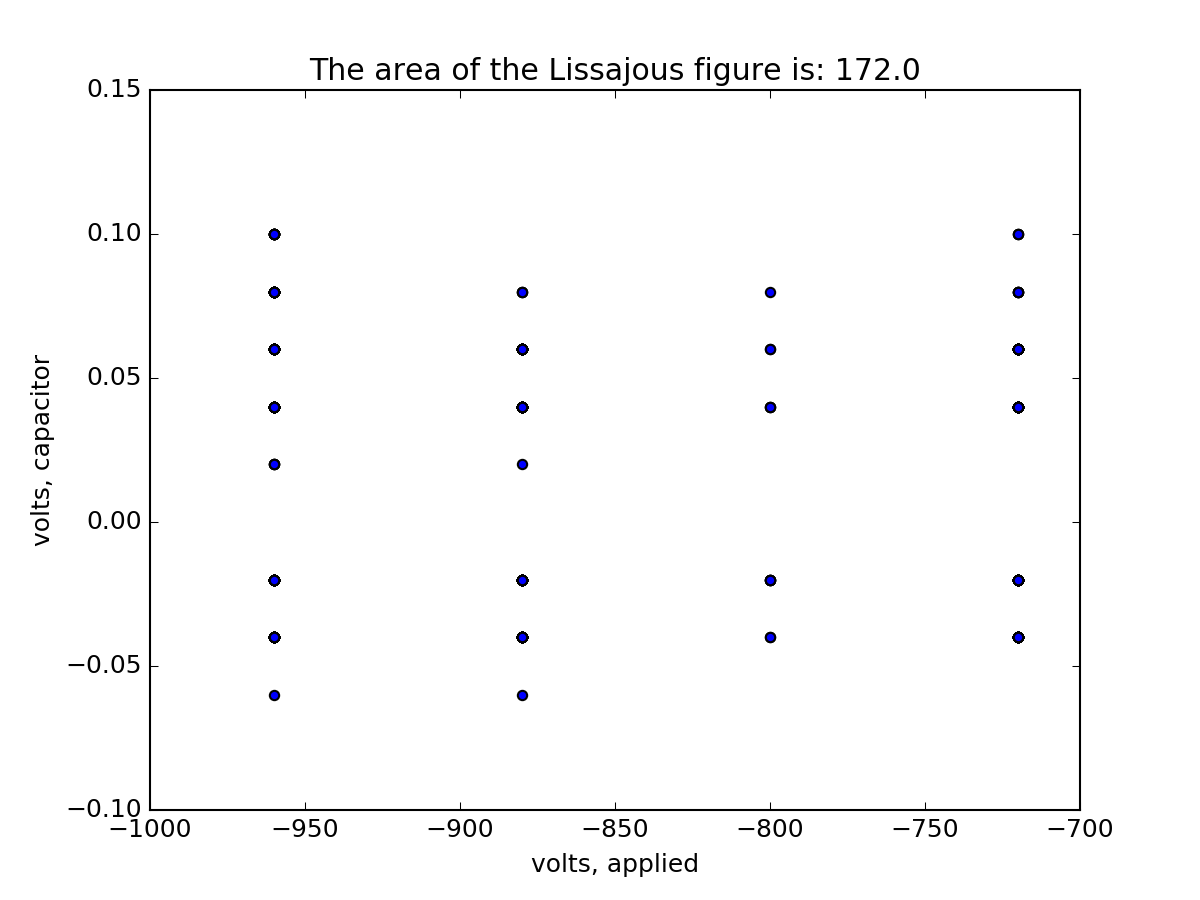 The area of the Lissajous figure is: 172.0
0.15
0.10
0.05
0.00
−0.05
−0.10
volts, capacitor
−1000 −950 −900 −850 −800 −750 −700
volts, applied